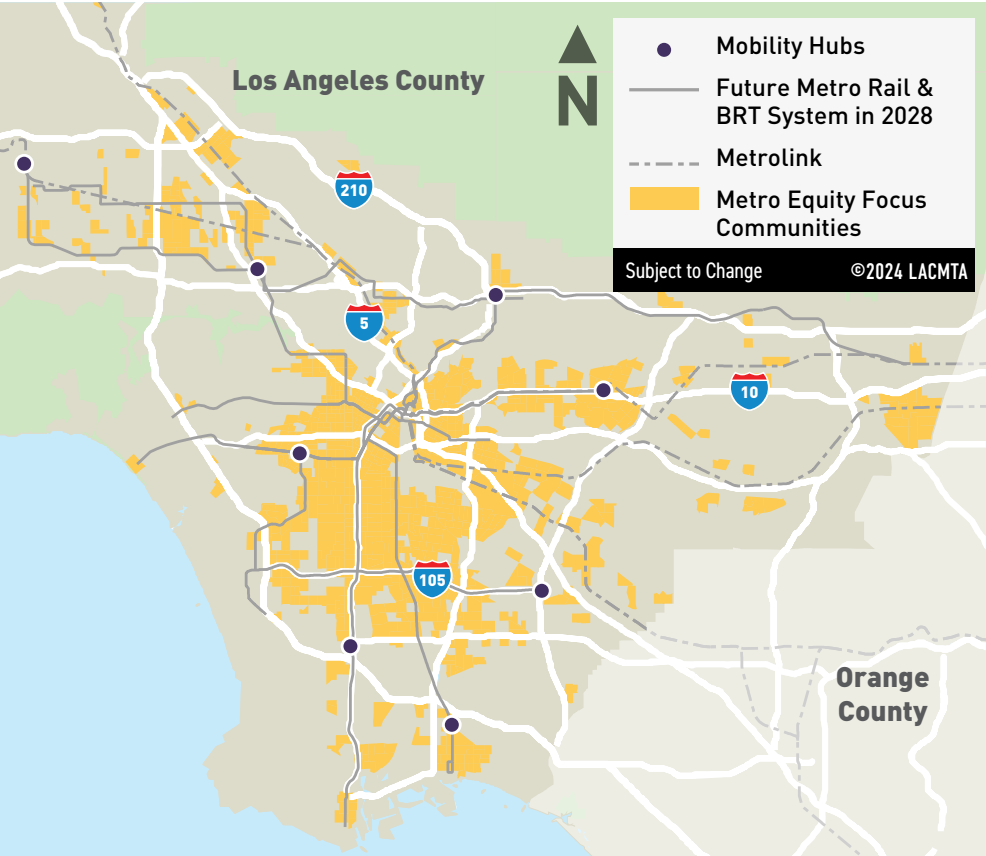 Los Angeles County
N
Mobility Hubs
Future Metro Rail &
BRT System in 2028
Metrolink
Metro Equity Focus
Communities
Subject to Change ©2024 LACMTA
210
5
10
105
Orange
County